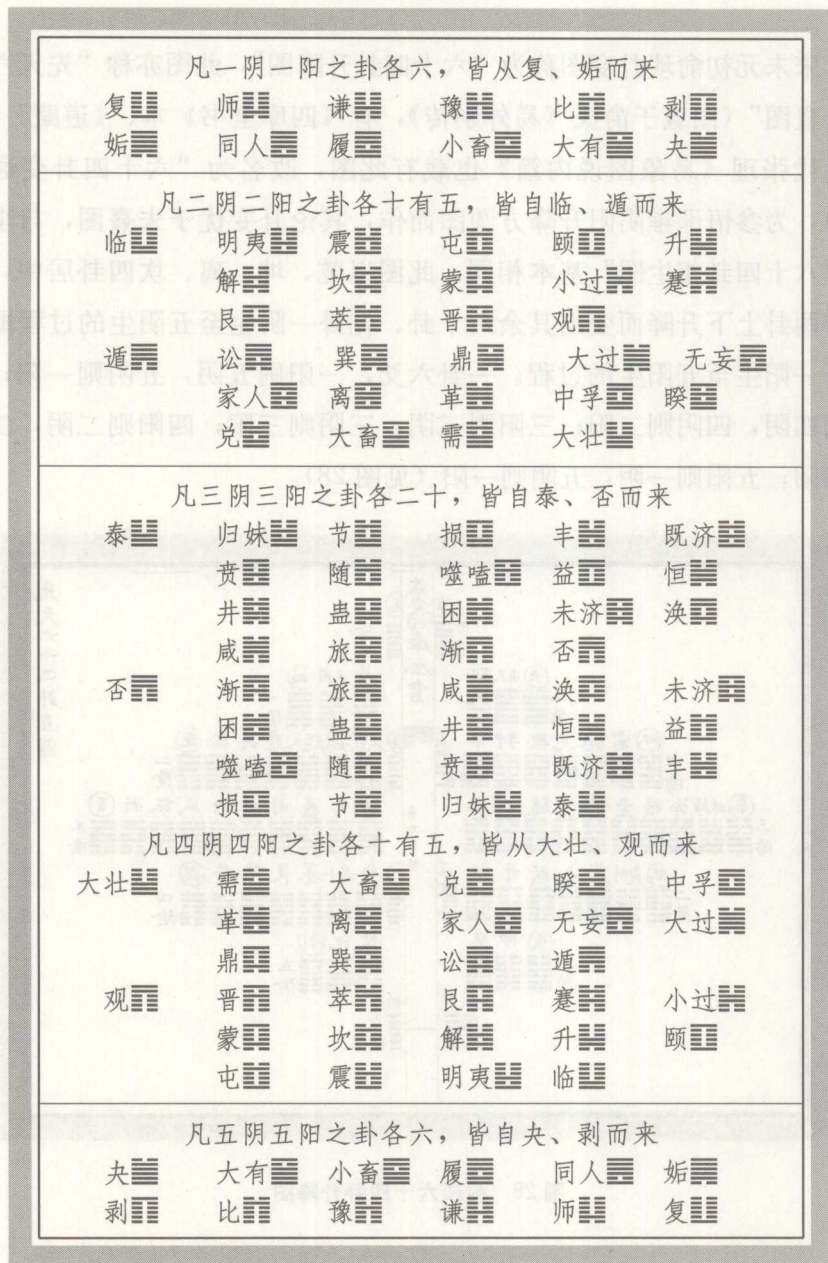 凡一阴一阳之卦各六，皆从复、姤而来
复 师 谦 豫 比 剥
姤 同人 履 小畜 大有 夬
凡二阴二阳之卦各十有五，皆自临、遁而来
临 明夷 震 屯 颐 升
解 坎 蒙 小过 蹇
艮 萃 晋 观
遁 讼 巽 鼎 大过 无妄
家人 离 革 中孚 睽
兑 大畜 需 大壮
凡三阴三阳之卦各二十，皆自泰、否而来
泰 归妹 节 损 丰 既济
贲 随 噬嗑 益 恒
井 蛊 困 未济 涣
咸 旅 渐 否
否 渐 旅 咸 涣 未济
困 蛊 井 恒 益
噬嗑 随 贲 既济 丰
损 节 归妹 泰
凡四阴四阳之卦各十有五，皆从大壮、观而来
大壮 需 大畜 兑 睽 中孚
革 离 家人 无妄 大过
鼎 巽 讼 遁
观 晋 萃 艮 蹇 小过
蒙 坎 解 升 颐
屯 震 明夷 临
凡五阴五阳之卦各六，皆自夬、剥而来
夬 大有 小畜 履 同人 姤
剥 比 豫 谦 师 复